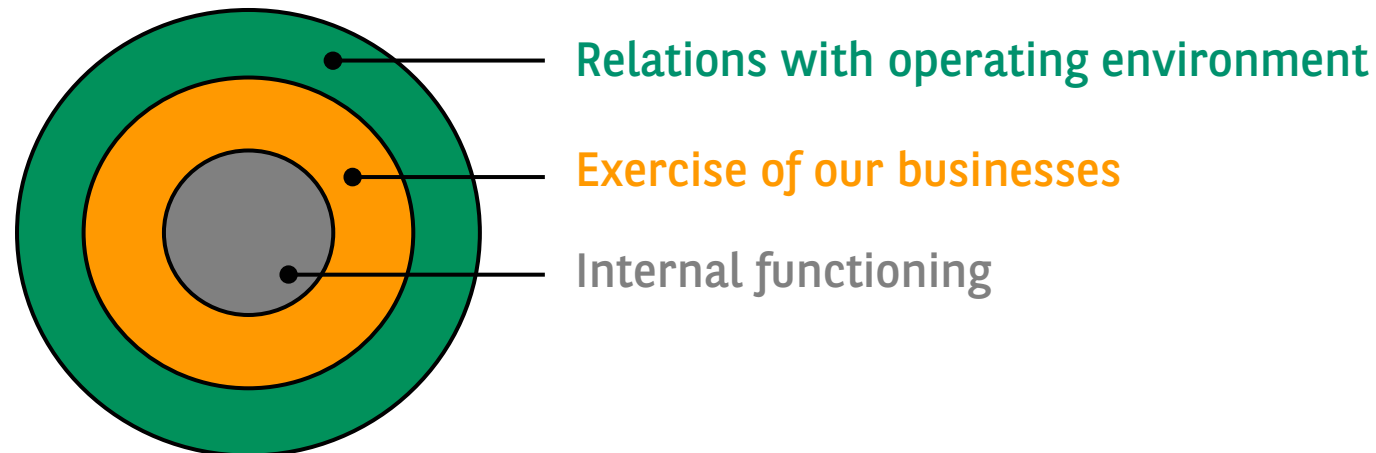 Relations with operating environment
Exercise of our businesses
Internal functioning